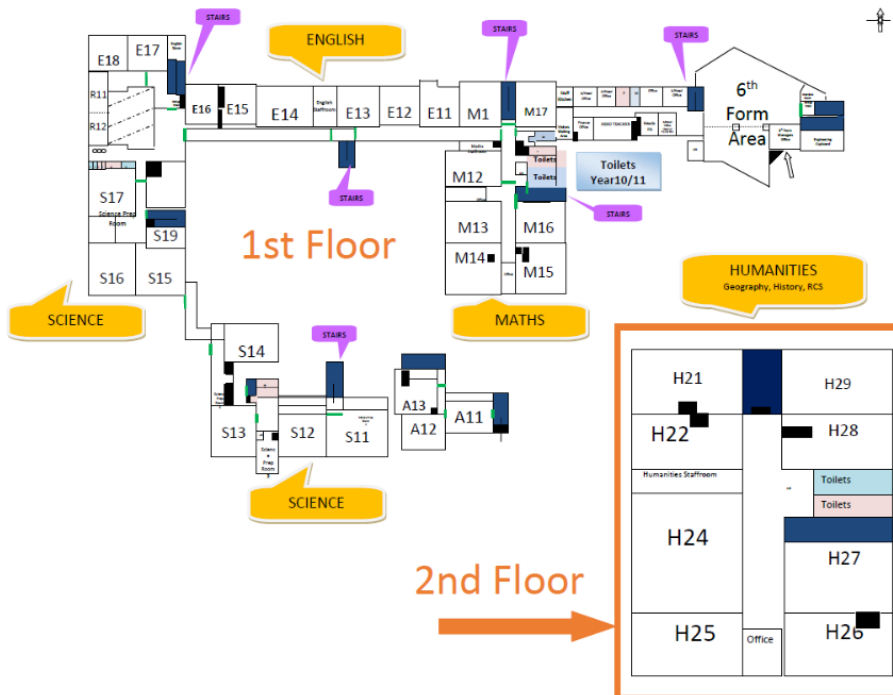 STAIRS
ENGLISH
STAIRS
STAIRS
E18
E17
R11
R12
E16
E15
E14
English
Staffroom
E13
E12
E11
M1
M17
6th
Form
Area
STAIRS
M12
Toilets
Toilets
Toilets
Year10/11
STAIRS
S17
Science Prep
Room
S19
S16
S15
1st Floor
M13
M16
M14
M15
Office
SCIENCE
MATHS
HUMANITIES
Geography, History, RCS
STAIRS
S14
S13
S12
S11
Prep
Room
A13
A12
A11
SCIENCE
H21
H29
H22
H28
Humanities Staffroom
Toilets
Toilets
H24
H27
2nd Floor
H25
Office
H26